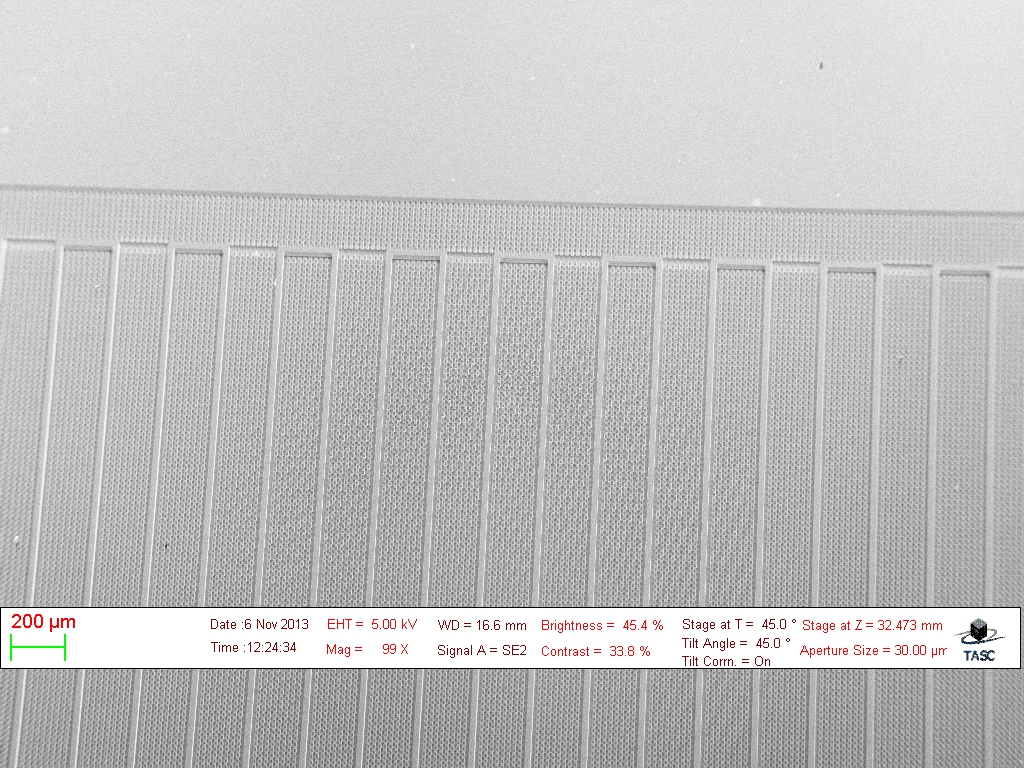 200 µm
Date :6 Nov 2013
Time :12:24:34
EHT = 5.00 kV
Mag = 99 X
WD = 16.6 mm
Signal A = SE2
Brightness = 45.4 %
Contrast = 33.8 %
Stage at T = 45.0 °
Tilt Angle = 45.0 °
Tilt Corrn. = On
Stage at Z = 32.473 mm
Aperture Size = 30.00 µm
TASC